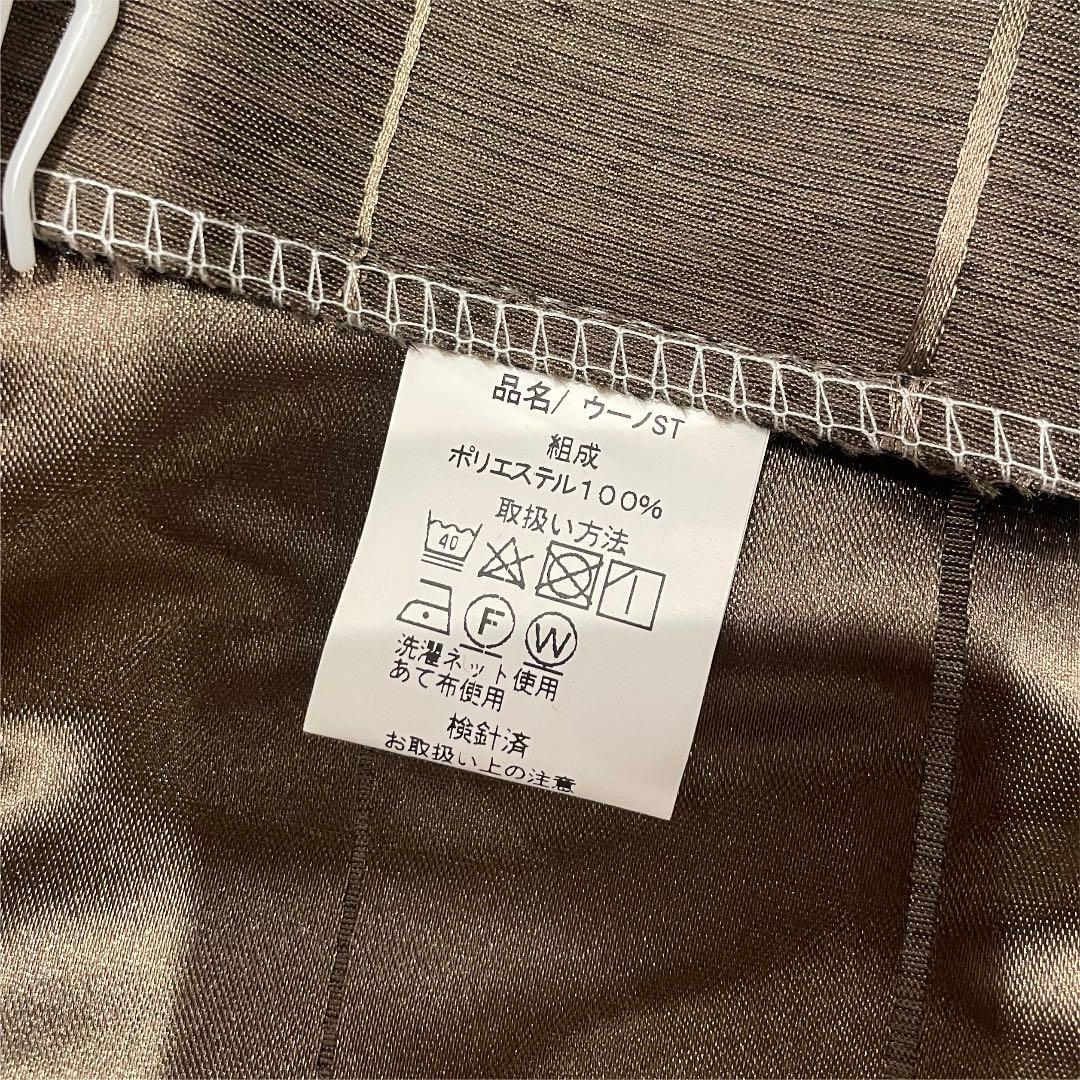 品名/ ウーノST
組成
ポリエステル100%
取扱い方法
40
F W
洗濯ネット使用
あて布使用
検針済
お取扱い上の注意